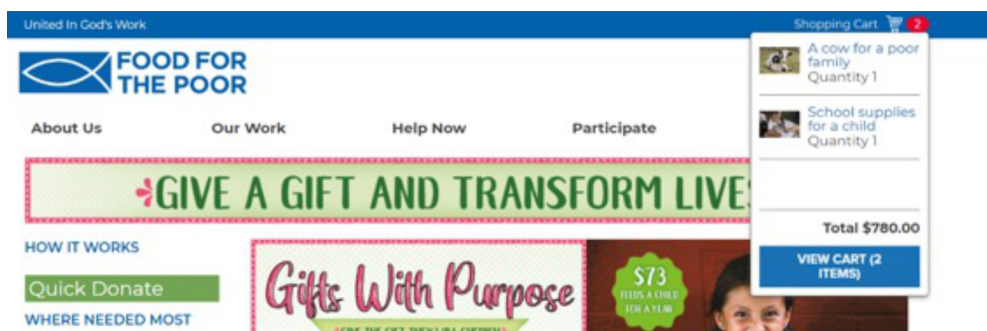 United In God's Work
Shopping Cart 2
FOOD FOR
THE POOR
A cow for a poor
family
Quantity 1
School supplies
for a child
Quantity 1
Total $780.00
VIEW CART (2
ITEMS)
About Us Our Work Help Now Participate
GIVE A GIFT AND TRANSFORM
HOW IT WORKS
Quick Donate
WHERE NEEDED MOST
Gifts With Purpose
$73
FEEDS A CHILD
FOR A YEAR